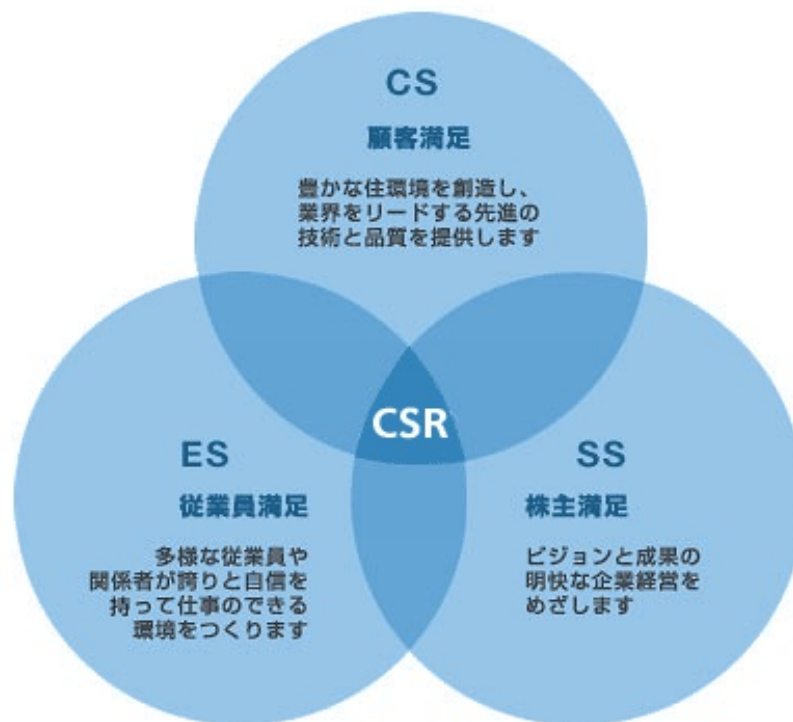 CS
顧客満足
豊かな住環境を創造し、
業界をリードする先進の
技術と品質を提供します
CSR
ES
従業員満足
多様な従業員や
関係者が誇りと自信を
持って仕事のできる
環境をつくります
SS
株主満足
ビジョンと成果の
明快な企業経営を
めざします